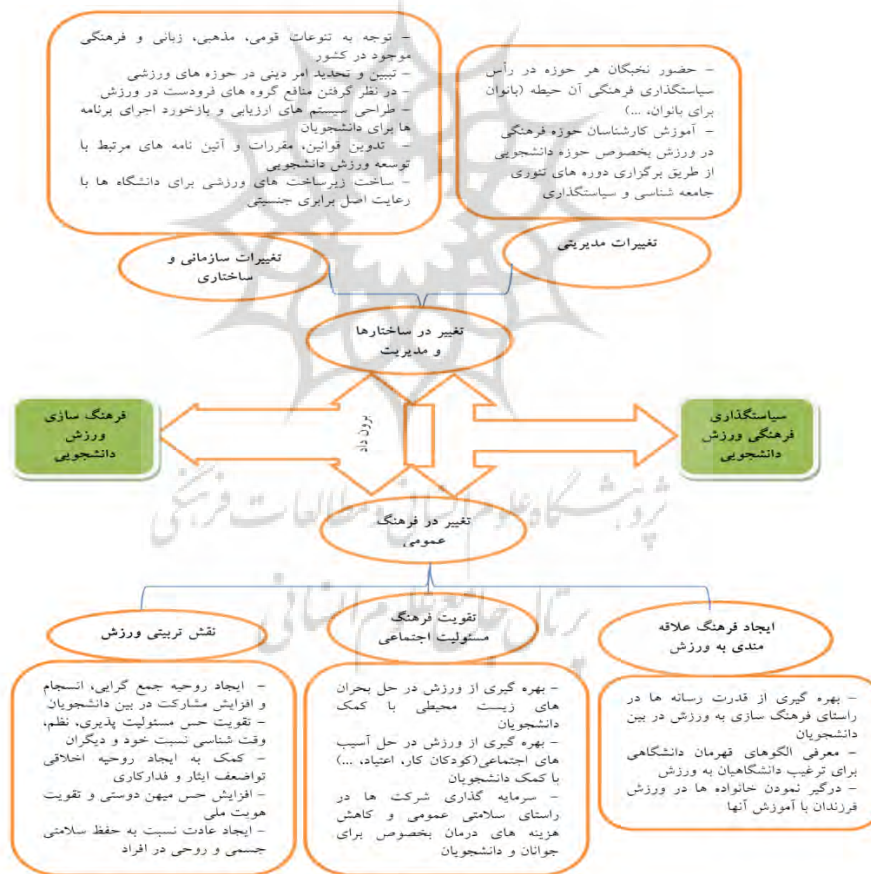 - توجه به تنوعات قومی، مذهبی، زبانی و فرهنگی
موجود در کشور
- تبیین و تحدید امر دینی در حوزه های ورزشی
- در نظر گرفتن منافع گروه های فرودست در ورزش
- طراحی سیستم های ارزیابی و بازخورد اجرای برنامه
ها برای دانشجویان
- تدوین قوانین، مقررات و آئین نامه های مرتبط با
توسعه ورزش دانشجویی
- ساخت زیرساخت های ورزشی برای دانشگاه ها با
رعایت اصل برابری جنسیتی
- حضور نخبگان هر حوزه در رأس
سیاستگذاری فرهنگی آن حیطه (بانوان
برای بانوان، ...)
- آموزش کارشناسان حوزه فرهنگی
در ورزش بخصوص حوزه دانشجویی
از طریق برگزاری دوره های تئوری
جامعه شناسی و سیاستگذاری
تغییرات مدیریتی
تغییرات سازمانی و
ساختاری
تغییر در ساختارها
و مدیریت
سیاستگذاری
فرهنگی ورزش
دانشجویی
برون داد
فرهنگ سازی
ورزش
دانشجویی
پژوهشگاه علوم انسانی و مطالعات فرهنگی
تغییر در فرهنگ
عمومی
پرتال جامع علوم انسانی
ایجاد فرهنگ علاقه
مندی به ورزش
تقویت فرهنگ
مسئولیت اجتماعی
نقش تربیتی ورزش
- بهره گیری از قدرت رسانه ها در
راستای فرهنگ سازی به ورزش در بین
دانشجویان
- معرفی الگوهای قهرمان دانشگاهی
برای ترغیب دانشگاهیان به ورزش
- درگیر نمودن خانواده ها در ورزش
فرزندان با آموزش آنها
- بهره گیری از ورزش در حل بحران
های زیست محیطی با کمک
دانشجویان
- بهره گیری از ورزش در حل آسیب
های اجتماعی(کودکان کار، اعتیاد، ...)
با کمک دانشجویان
- سرمایه گذاری شرکت ها در
راستای سلامتی عمومی و کاهش
هزینه های درمان بخصوص برای
جوانان و دانشجویان
- ایجاد روحیه جمع گرایی، انسجام
و افزایش مشارکت در بین دانشجویان
- تقویت حس مسئولیت پذیری، نظم،
وقت شناسی نسبت خود و دیگران
- کمک به ایجاد روحیه اخلاقی
تواضعف ایثار و فدارکاری
- افزایش حس میهن دوستی و تقویت
هویت ملی
- ایجاد عادت نسبت به حفظ سلامتی
جسمی و روحی در افراد